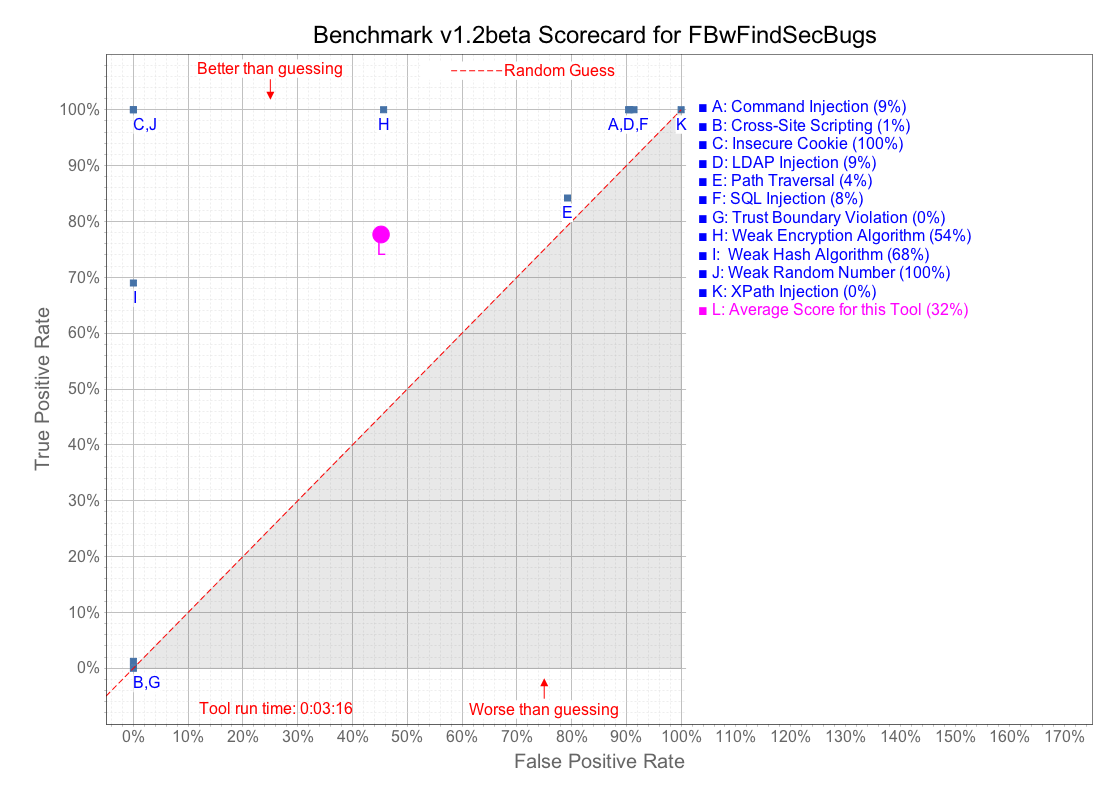 Benchmark v1.2beta Scorecard for FBwFindSecBugs
Better than guessing
Random Guess
100%
90%
80%
70%
60%
50%
40%
30%
20%
10%
0%
True Positive Rate
C,J
H
A,D,F
K
E
L
I
B,G
A: Command Injection (9%)
B: Cross-Site Scripting (1%)
C: Insecure Cookie (100%)
D: LDAP Injection (9%)
E: Path Traversal (4%)
F: SQL Injection (8%)
G: Trust Boundary Violation (0%)
H: Weak Encryption Algorithm (54%)
I:  Weak Hash Algorithm (68%)
J: Weak Random Number (100%)
K: XPath Injection (0%)
L: Average Score for this Tool (32%)
Tool run time: 0:03:16
Worse than guessing
0% 10% 20% 30% 40% 50% 60% 70% 80% 90% 100% 110% 120% 130% 140% 150% 160% 170%
False Positive Rate